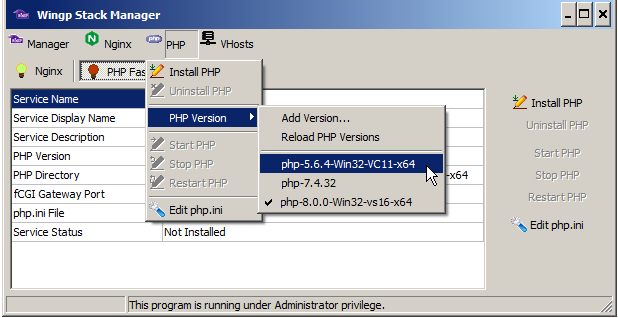 Wingp Stack Manager
Manager Nginx PHP VHosts
Nginx PHP Fas
Install PHP
Uninstall PHP
PHP Version
Start PHP
Stop PHP
Restart PHP
Edit php.ini
Add Version...
Reload PHP Versions
php-5.6.4-Win32-VC11-x64
php-7.4.32
php-8.0.0-Win32-vs16-x64
Service Name
Service Display Name
Service Description
PHP Version
PHP Directory -x64
fCGI Gateway Port
php.ini File
Service Status Not Installed
Install PHP
Uninstall PHP
Start PHP
Stop PHP
Restart PHP
Edit php.ini
This program is running under Administrator privilege.